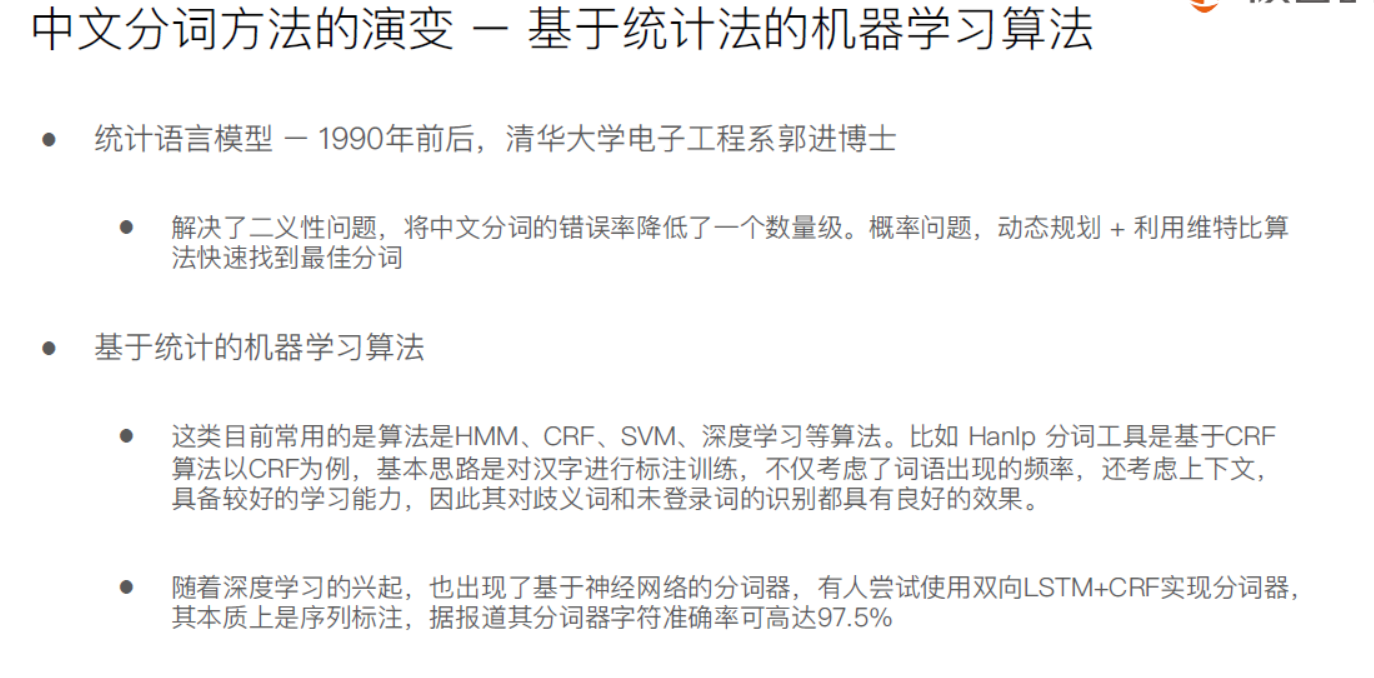 中文分词方法的演变 — 基于统计法的机器学习算法
● 统计语言模型 — 1990年前后，清华大学电子工程系郭进博士
● 解决了二义性问题，将中文分词的错误率降低了一个数量级。概率问题，动态规划 + 利用维特比算
法快速找到最佳分词
● 基于统计的机器学习算法
● 这类目前常用的是算法是HMM、CRF、SVM、深度学习等算法。比如 Hanlp 分词工具是基于CRF
算法以CRF为例，基本思路是对汉字进行标注训练，不仅考虑了词语出现的频率，还考虑上下文，
具备较好的学习能力，因此其对歧义词和未登录词的识别都具有良好的效果。
● 随着深度学习的兴起，也出现了基于神经网络的分词器，有人尝试使用双向LSTM+CRF实现分词器，
其本质上是序列标注，据报道其分词器字符准确率可高达97.5%